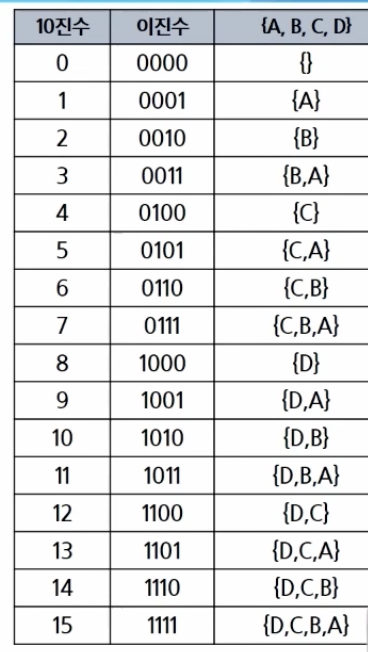 10진수 이진수 {A, B, C, D}
0 0000 {}
1 0001 {A}
2 0010 {B}
3 0011 {B,A}
4 0100 {C}
5 0101 {C,A}
6 0110 {C,B}
7 0111 {C,B,A}
8 1000 {D}
9 1001 {D,A}
10 1010 {D,B}
11 1011 {D,B,A}
12 1100 {D,C}
13 1101 {D,C,A}
14 1110 {D,C,B}
15 1111 {D,C,B,A}